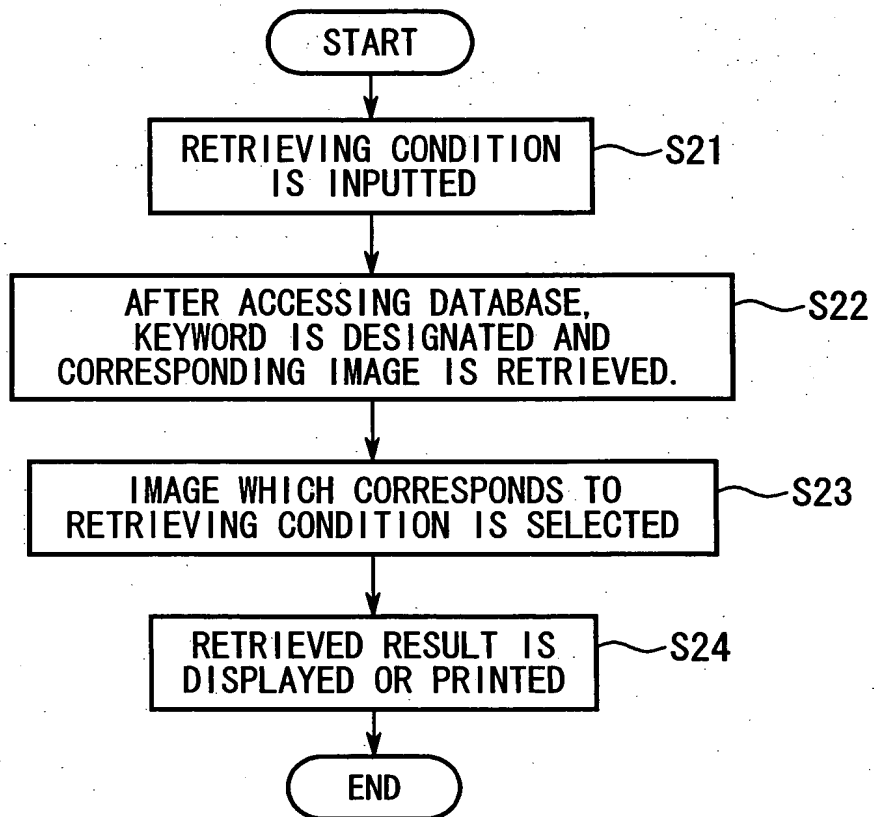 START
RETRIEVING CONDITION
IS INPUTTED
S21
AFTER ACCESSING DATABASE,
KEYWORD IS DESIGNATED AND
CORRESPONDING IMAGE IS RETRIEVED.
S22
IMAGE WHICH CORRESPONDS TO
RETRIEVING CONDITION IS SELECTED
S23
RETRIEVED RESULT IS
DISPLAYED OR PRINTED
S24
END